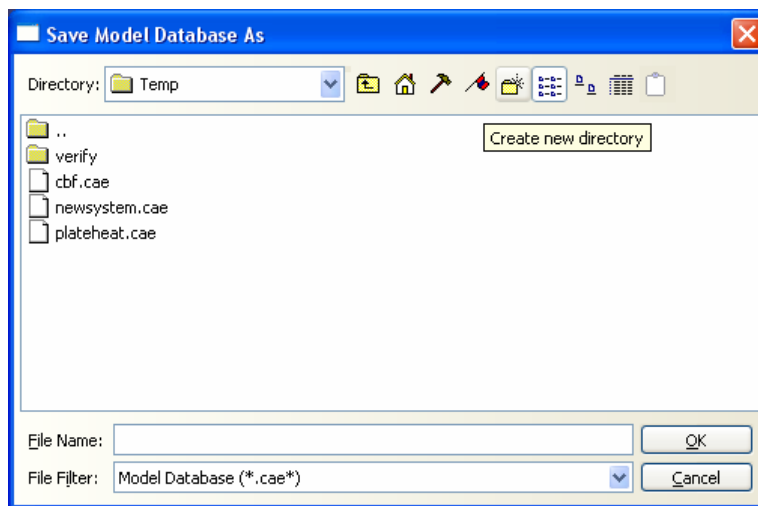 Save Model Database As
Directory: Temp
Create new directory
..
verify
cbf.cae
newsystem.cae
plateheat.cae
File Name: OK
File Filter: Model Database (*.cae*) Cancel